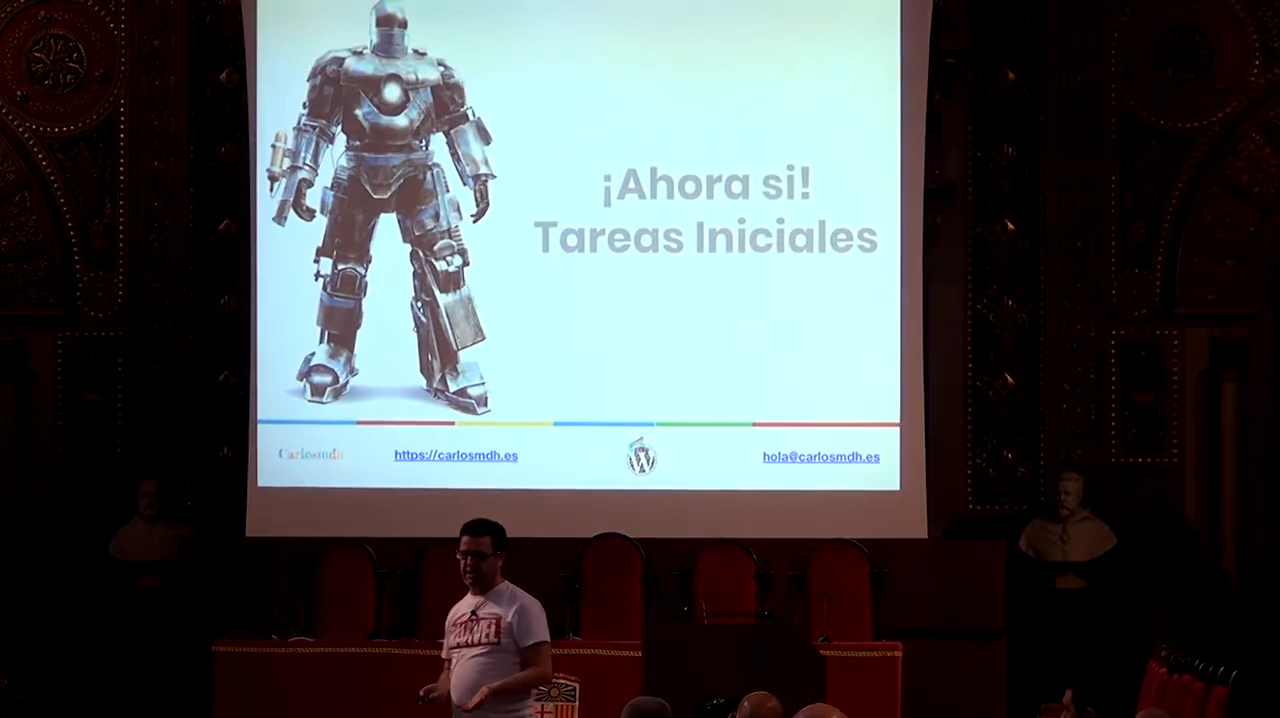 ¡Ahora si!
Tareas Iniciales
Carlosmdh
https://carlosmdh.es
W
hola@carlosmdh.es
MARVEL